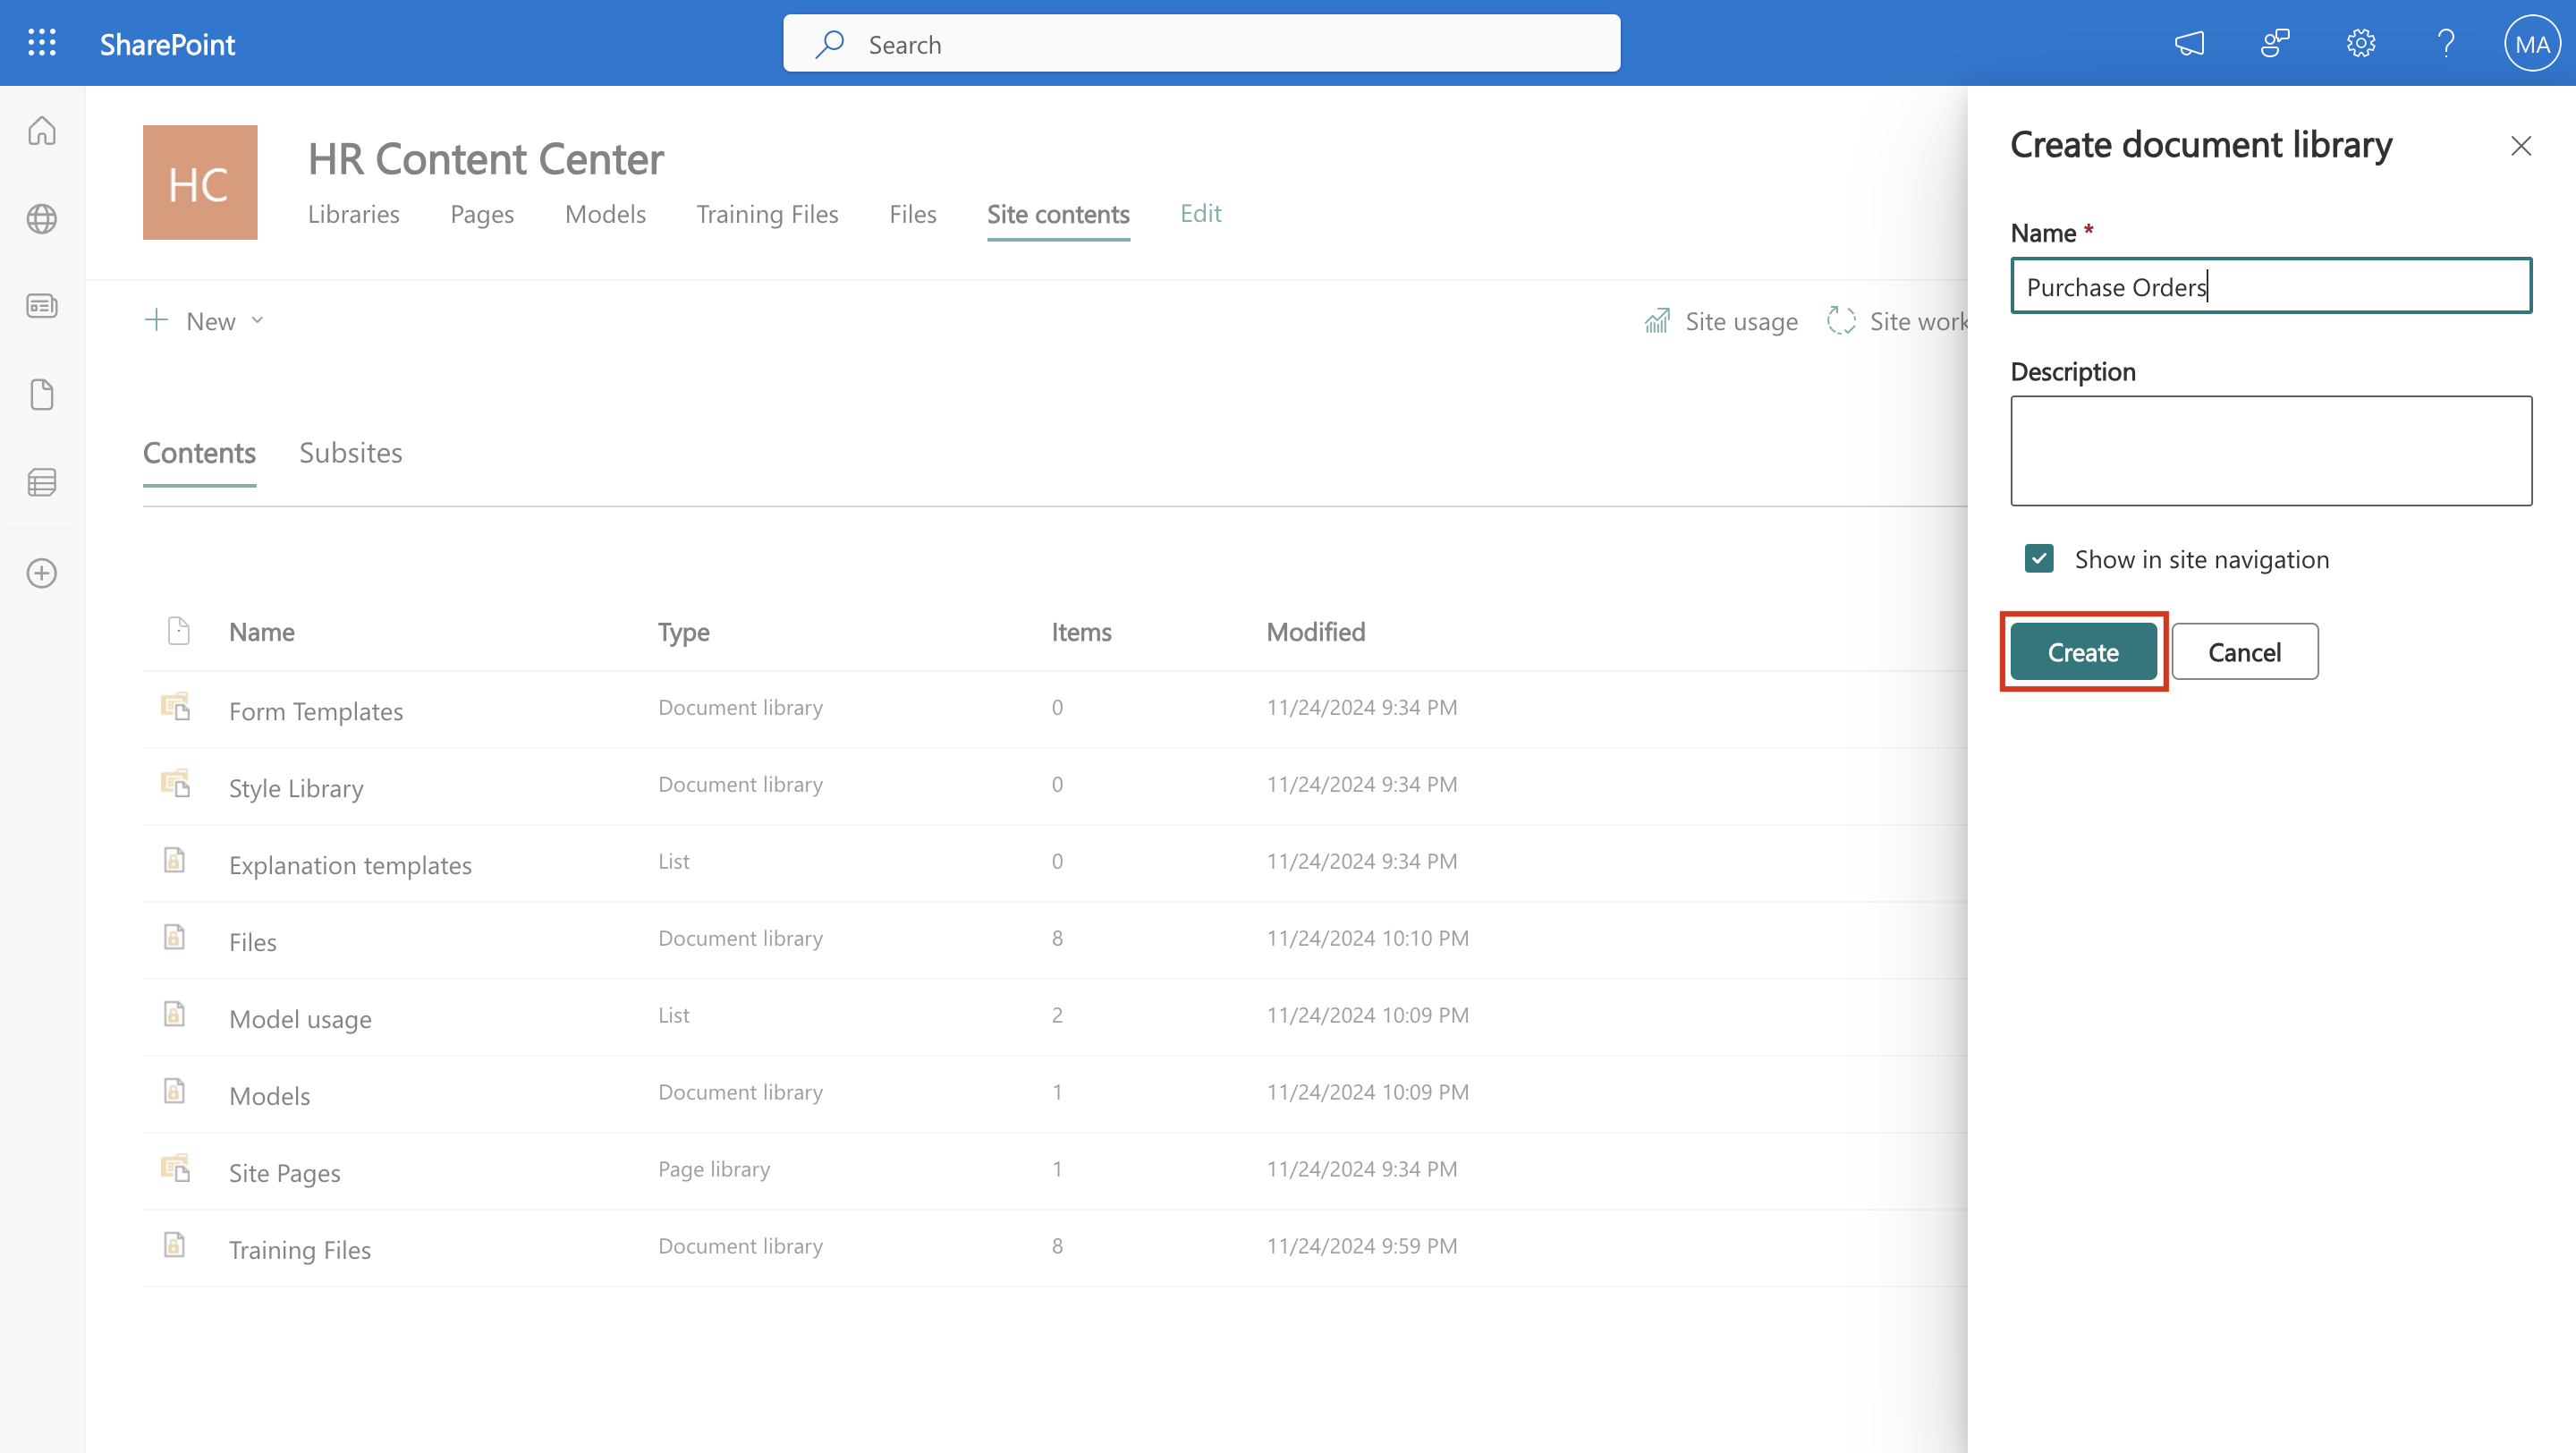 SharePoint
Search
MA
HC
HR Content Center
Libraries Pages Models Training Files Files Site contents Edit
New
Site usage Site work
Contents Subsites
Name Type Items Modified
Form Templates Document library 0 11/24/2024 9:34 PM
Style Library Document library 0 11/24/2024 9:34 PM
Explanation templates List 0 11/24/2024 9:34 PM
Files Document library 8 11/24/2024 10:10 PM
Model usage List 2 11/24/2024 10:09 PM
Models Document library 1 11/24/2024 10:09 PM
Site Pages Page library 1 11/24/2024 9:34 PM
Training Files Document library 8 11/24/2024 9:59 PM
Create document library
Name *
Purchase Orders
Description
Show in site navigation
Create Cancel